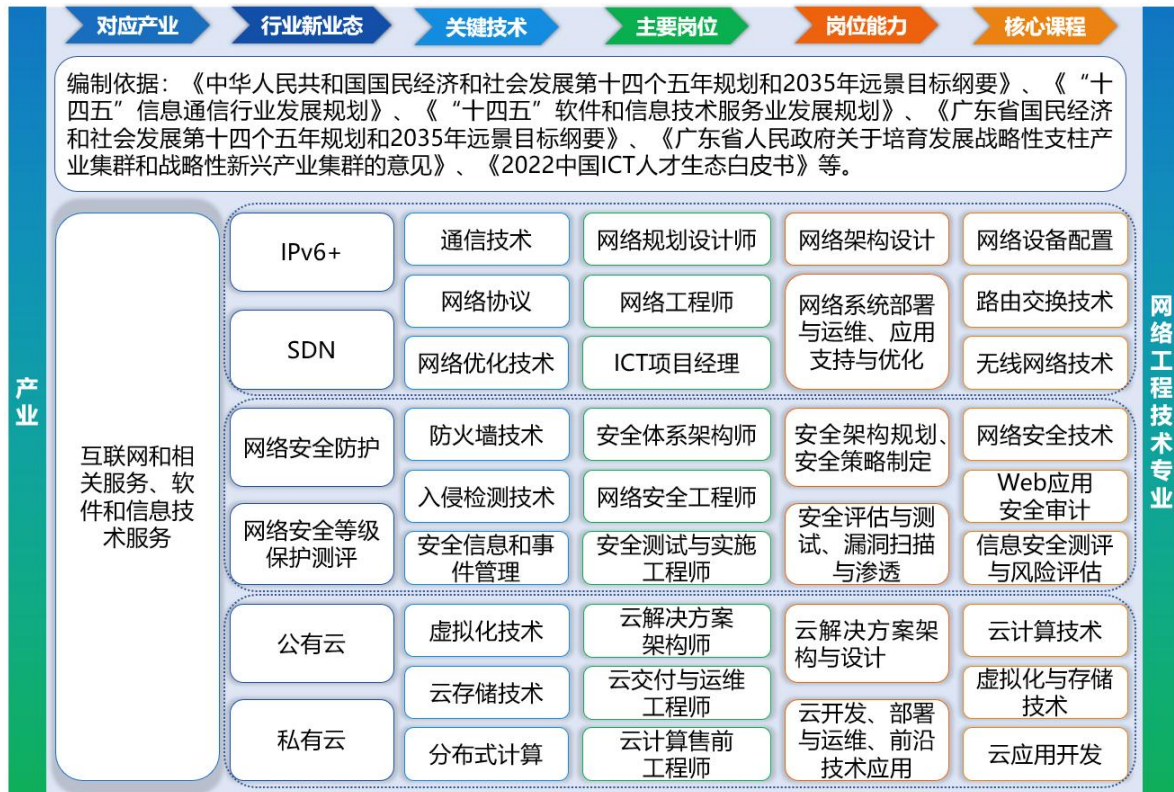 对应产业
行业新业态
关键技术
主要岗位
岗位能力
核心课程
编制依据：《中华人民共和国国民经济和社会发展第十四个五年规划和2035年远景目标纲要》、《“十
四五”信息通信行业发展规划》、《“十四五”软件和信息技术服务业发展规划》、《广东省国民经济
和社会发展第十四个五年规划和2035年远景目标纲要》、《广东省人民政府关于培育发展战略性支柱产
业集群和战略性新兴产业集群的意见》、《2022中国ICT人才生态白皮书》等。
产业
互联网和相
关服务、软
件和信息技
术服务
IPv6+
SDN
通信技术
网络协议
网络优化技术
网络规划设计师
网络工程师
ICT项目经理
网络架构设计
网络系统部署
与运维、应用
支持与优化
网络设备配置
路由交换技术
无线网络技术
网络安全防护
网络安全等级
保护测评
防火墙技术
入侵检测技术
安全信息和事
件管理
安全体系架构师
网络安全工程师
安全测试与实施
工程师
安全架构规划、
安全策略制定
安全评估与测
试、漏洞扫描
与渗透
网络安全技术
Web应用
安全审计
信息安全测评
与风险评估
公有云
私有云
虚拟化技术
云存储技术
分布式计算
云解决方案
架构师
云交付与运维
工程师
云计算售前
工程师
云解决方案架
构与设计
云开发、部署
与运维、前沿
技术应用
云计算技术
虚拟化与存储
技术
云应用开发
网络工程技术专业